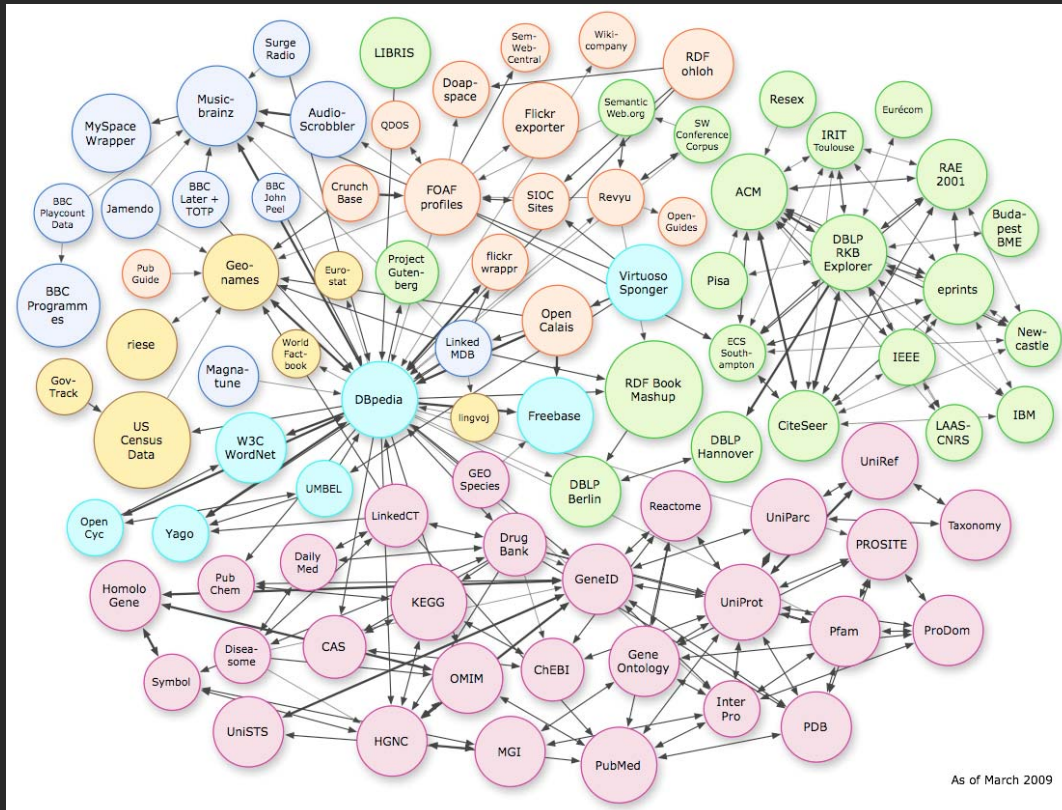 Surge
Radio
LIBRIS
Sem-
Web-
Central
Wiki-
company
RDF
ohloh
Doap-
space
Music-
brainz
MySpace
Wrapper
Audio-
Scrobbler
QDOS
Flickr
exporter
Semantic
Web.org
SW
Conference
Corpus
Resex
Eurécom
IRIT
Toulouse
RAE
2001
ACM
BBC
Playcount
Data
Jamendo
BBC
Later +
TOTP
BBC
John
Peel
Crunch
Base
FOAF
profiles
SIOC
Sites
Revyu
Open-
Guides
DBLP
RKB
Explorer
Buda-
pest
BME
Pub
Guide
Geo-
names
Euro-
stat
Project
Guten-
berg
flickr
wrappr
Virtuoso
Sponger
Pisa
eprints
BBC
Programm
es
riese
World
Fact-
book
Linked
MDB
Open
Calais
ECS
South-
ampton
IEEE
New-
castle
Gov-
Track
Magna-
tune
DBpedia
RDF Book
Mashup
US
Census
Data
W3C
WordNet
lingvoj
Freebase
DBLP
Hannover
CiteSeer
LAAS-
CNRS
IBM
Open
Cyc
Yago
UMBEL
LinkedCT
GEO
Species
DBLP
Berlin
Reactome
UniParc
UniRef
Taxonomy
PROSITE
Homolo
Gene
Pub
Chem
Daily
Med
Drug
Bank
KEGG
GeneID
UniProt
Pfam
ProDom
Symbol
Disea-
some
CAS
OMIM
ChEBI
Gene
Ontology
Inter
Pro
PDB
UniSTS
HGNC
MGI
PubMed
As of March 2009